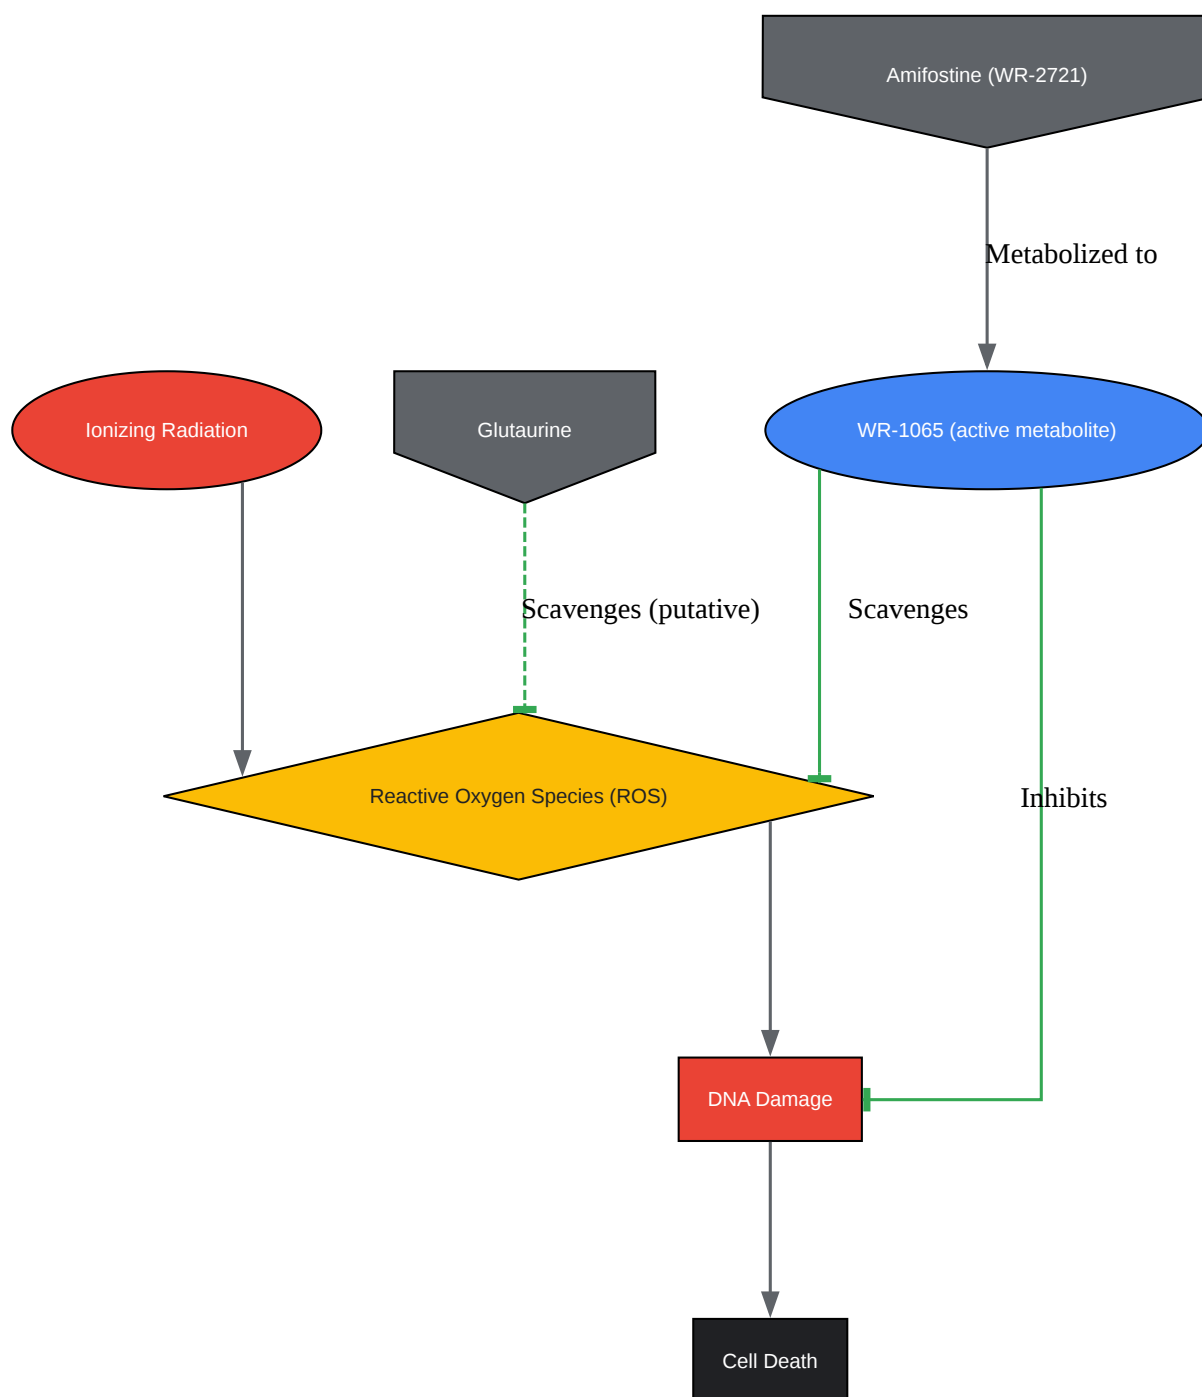 Amifostine (WR-2721)
Metabolized to
Ionizing Radiation
Glutaurine
WR-1065 (active metabolite)
Scavenges (putative)
Scavenges
Reactive Oxygen Species (ROS)
Inhibits
DNA Damage
Cell Death